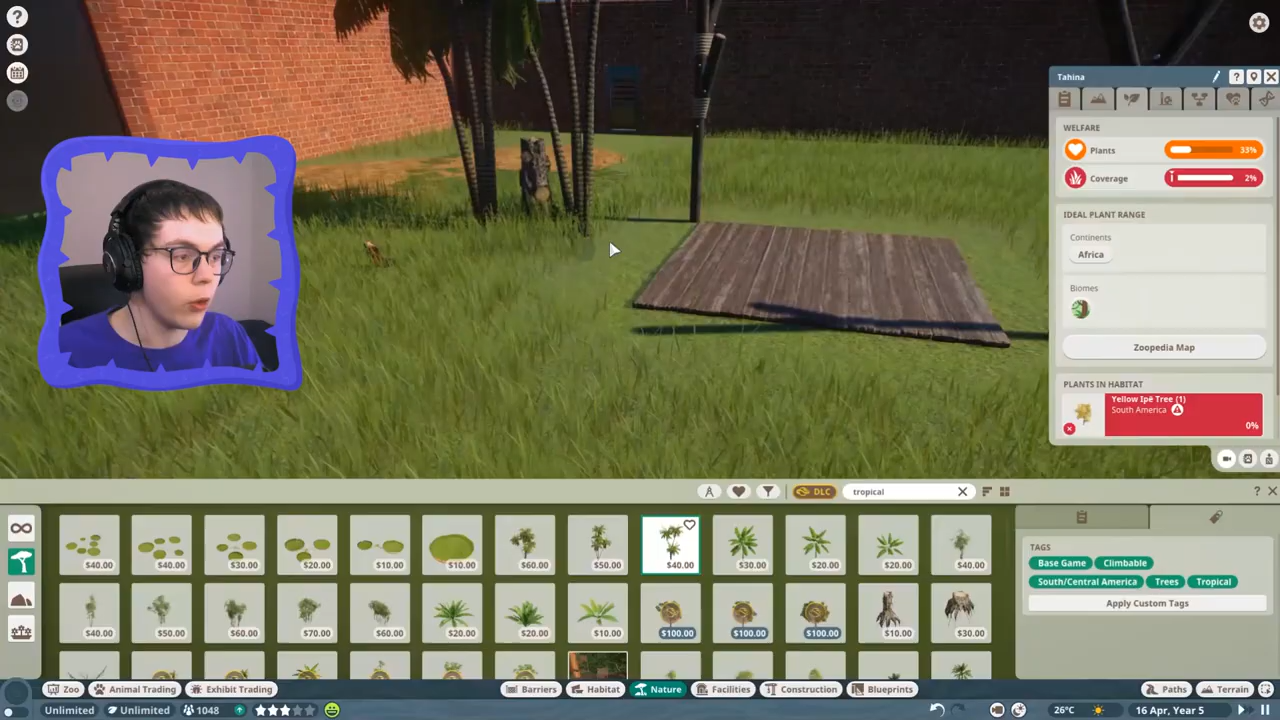 Tahina
WELFARE
Plants
33%
Coverage
2%
IDEAL PLANT RANGE
Continents
Africa
Biomes
Zoopedia Map
PLANTS IN HABITAT
Yellow Ipê Tree (1)
South America
0%
DLC
tropical
$40.00 $40.00 $30.00 $20.00 $10.00 $10.00 $60.00 $50.00 $40.00 $30.00 $20.00 $20.00 $40.00
$40.00 $50.00 $60.00 $70.00 $60.00 $20.00 $20.00 $10.00 $100.00 $100.00 $100.00 $10.00 $30.00
TAGS
Base Game Climbable
South/Central America Trees Tropical
Apply Custom Tags
Zoo Animal Trading Exhibit Trading Barriers Habitat Nature Facilities Construction Blueprints Paths Terrain
Unlimited Unlimited 1048 26°C 16 Apr, Year 5